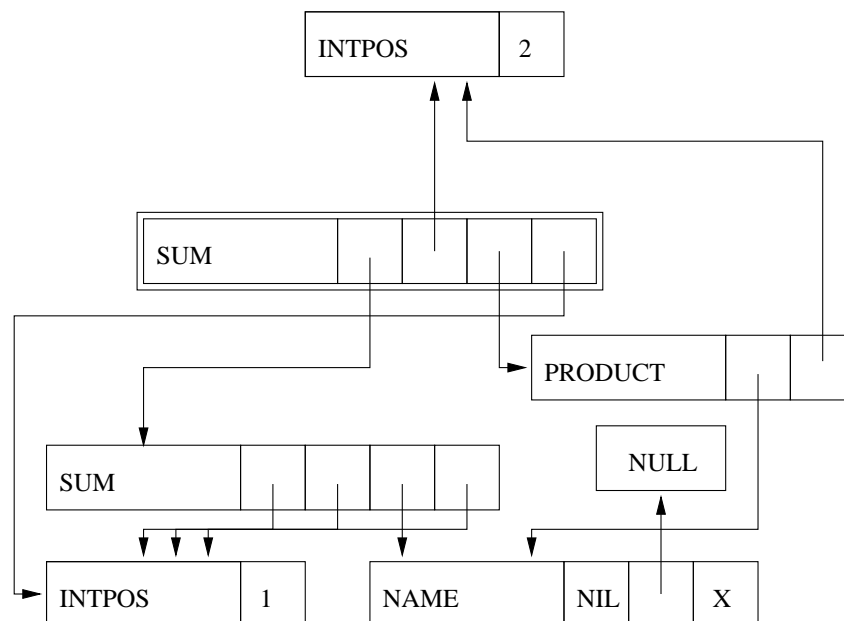 INTPOS 2
SUM
PRODUCT
NULL
SUM
INTPOS 1
NAME NIL X